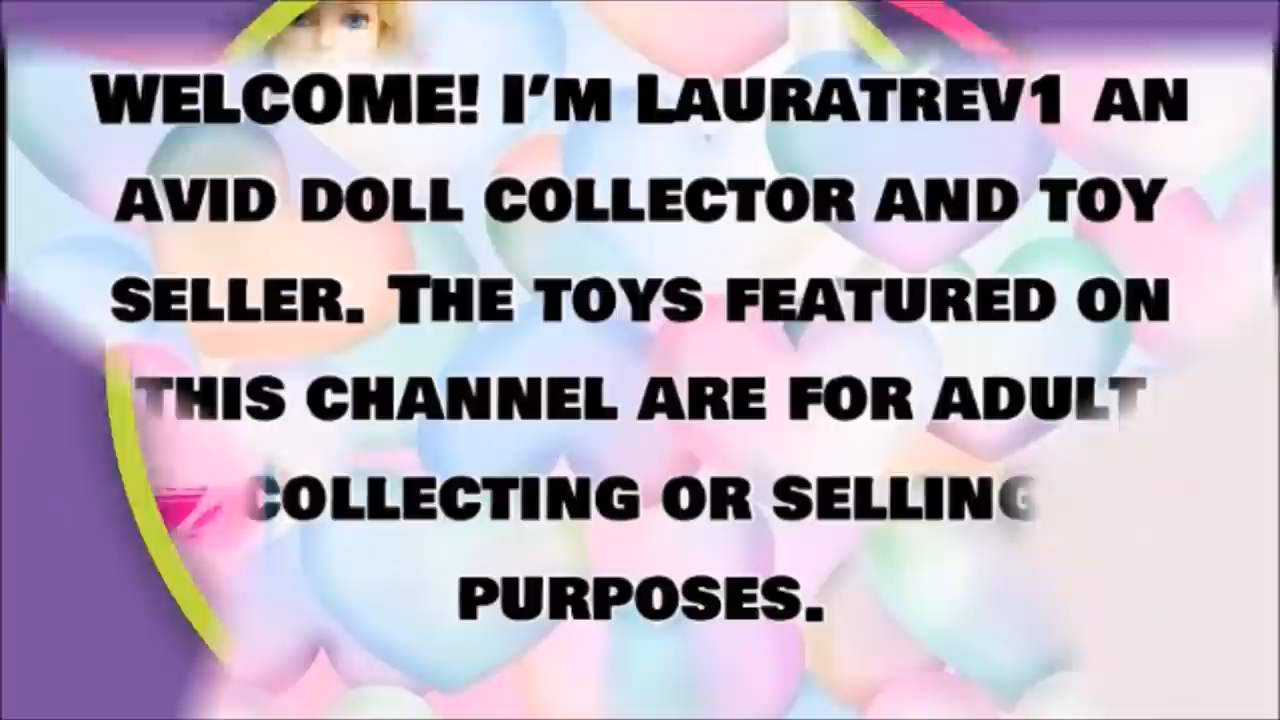 WELCOME! I'M LAURATREV1 AN
AVID DOLL COLLECTOR AND TOY
SELLER. THE TOYS FEATURED ON
THIS CHANNEL ARE FOR ADULT
COLLECTING OR SELLING
PURPOSES.